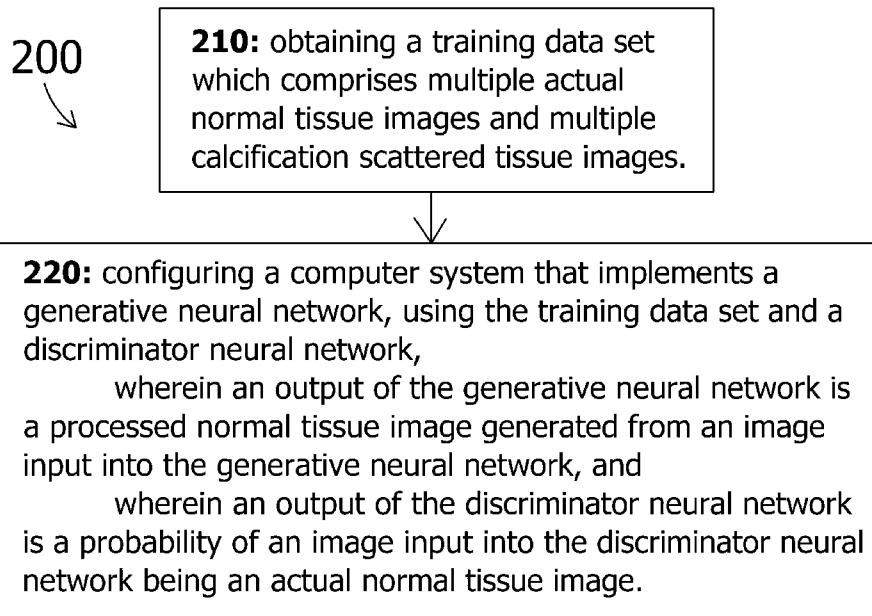 200
210: obtaining a training data set
which comprises multiple actual
normal tissue images and multiple
calcification scattered tissue images.
220: configuring a computer system that implements a
generative neural network, using the training data set and a
discriminator neural network,
wherein an output of the generative neural network is
a processed normal tissue image generated from an image
input into the generative neural network, and
wherein an output of the discriminator neural network
is a probability of an image input into the discriminator neural
network being an actual normal tissue image.